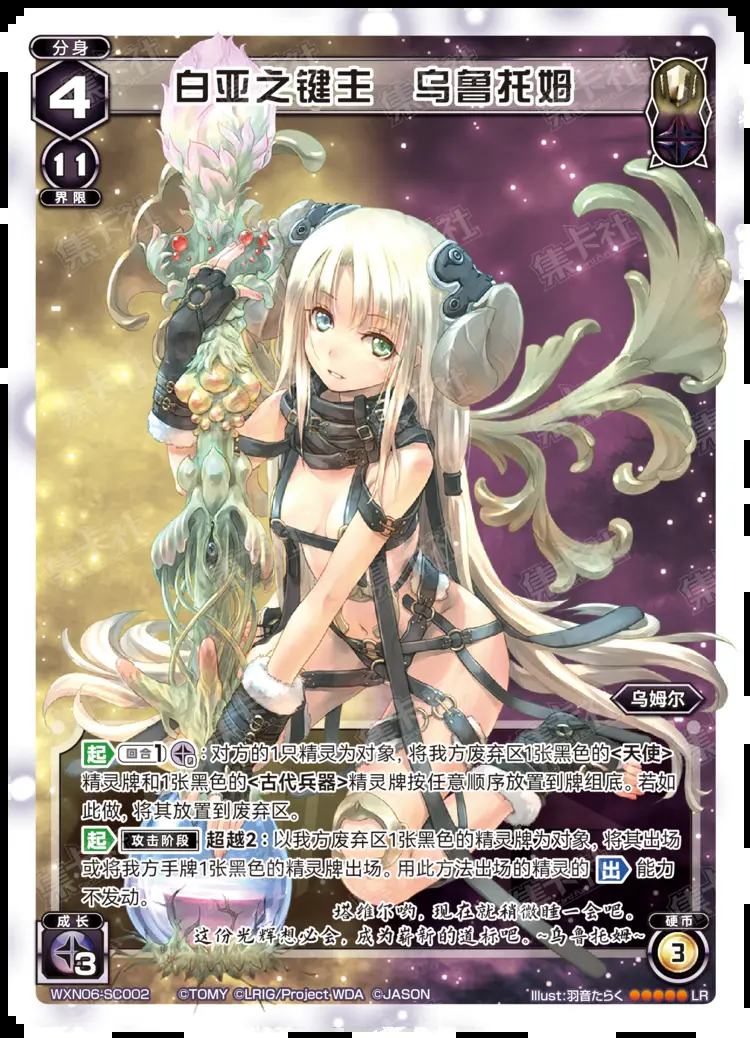 分身
4
白亚之键主 乌鲁托姆
11
界限
乌姆尔
起 回合1 0:对方的1只精灵为对象,将我方废弃区1张黑色的<天使>
精灵牌和1张黑色的<古代兵器>精灵牌按任意顺序放置到牌组底。若如
此做,将其放置到废弃区。
起 攻击阶段 超越2:以我方废弃区1张黑色的精灵牌为对象,将其出场
或将我方手牌1张黑色的精灵牌出场。用此方法出场的精灵的 出 能力
不发动。
塔维尔哟,现在就稍微睡一会吧。
这份光辉想必会,成为崭新的道标吧。~乌鲁托姆~
成长
3
硬币
3
WXN06-SC002 ©TOMY ©LRIG/Project WDA ©JASON
Illust:羽音たらく LR
集卡社